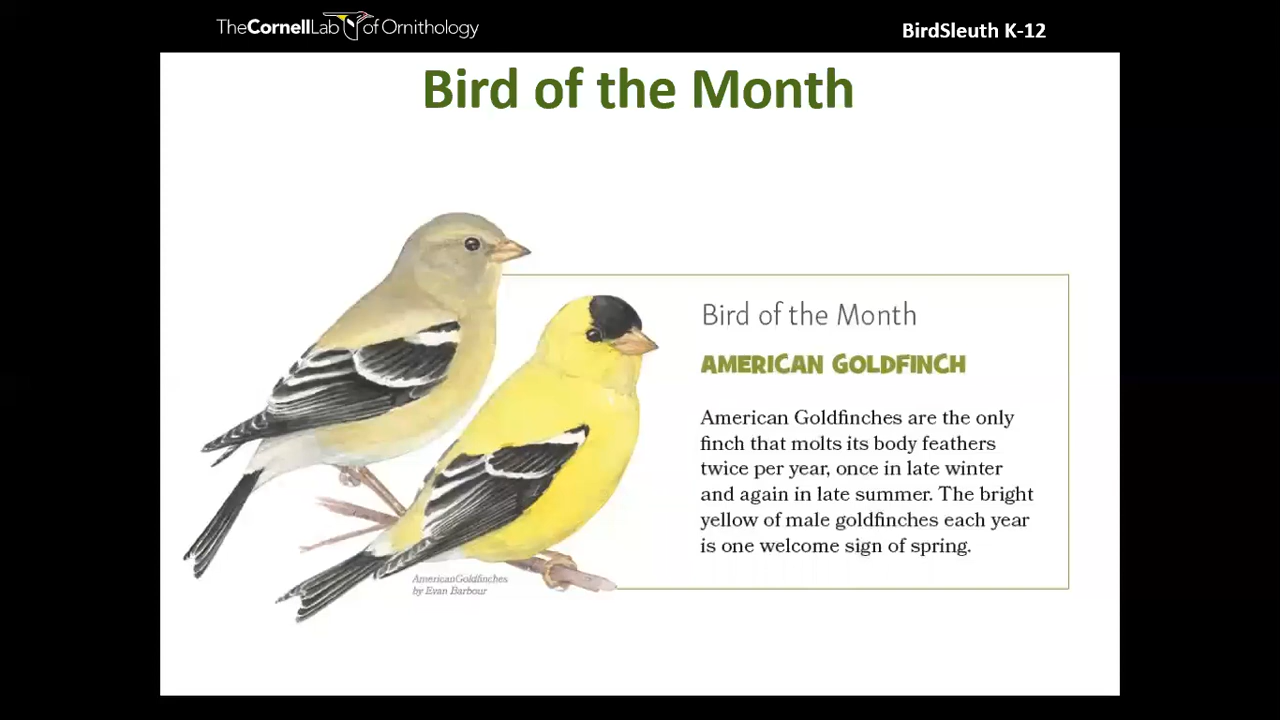 TheCornellLab of Ornithology
BirdSleuth K-12
Bird of the Month
Bird of the Month
AMERICAN GOLDFINCH
American Goldfinches are the only
finch that molts its body feathers
twice per year, once in late winter
and again in late summer. The bright
yellow of male goldfinches each year
is one welcome sign of spring.
AmericanGoldfinches
by Evan Barbour